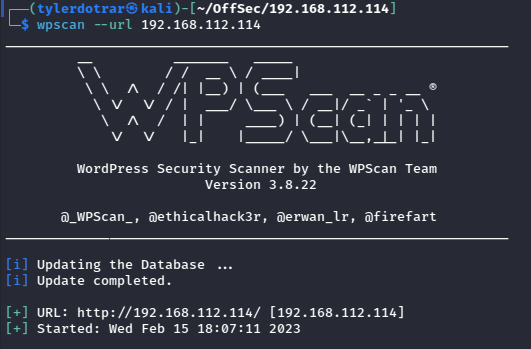 (tylerdotrar㉿kali)-[~/OffSec/192.168.112.114]
$ wpscan --url 192.168.112.114
WPScan ®
WordPress Security Scanner by the WPScan Team
Version 3.8.22
@_WPScan_, @ethicalhack3r, @erwan_lr, @firefart
[i] Updating the Database ...
[i] Update completed.
[+] URL: http://192.168.112.114/ [192.168.112.114]
[+] Started: Wed Feb 15 18:07:11 2023